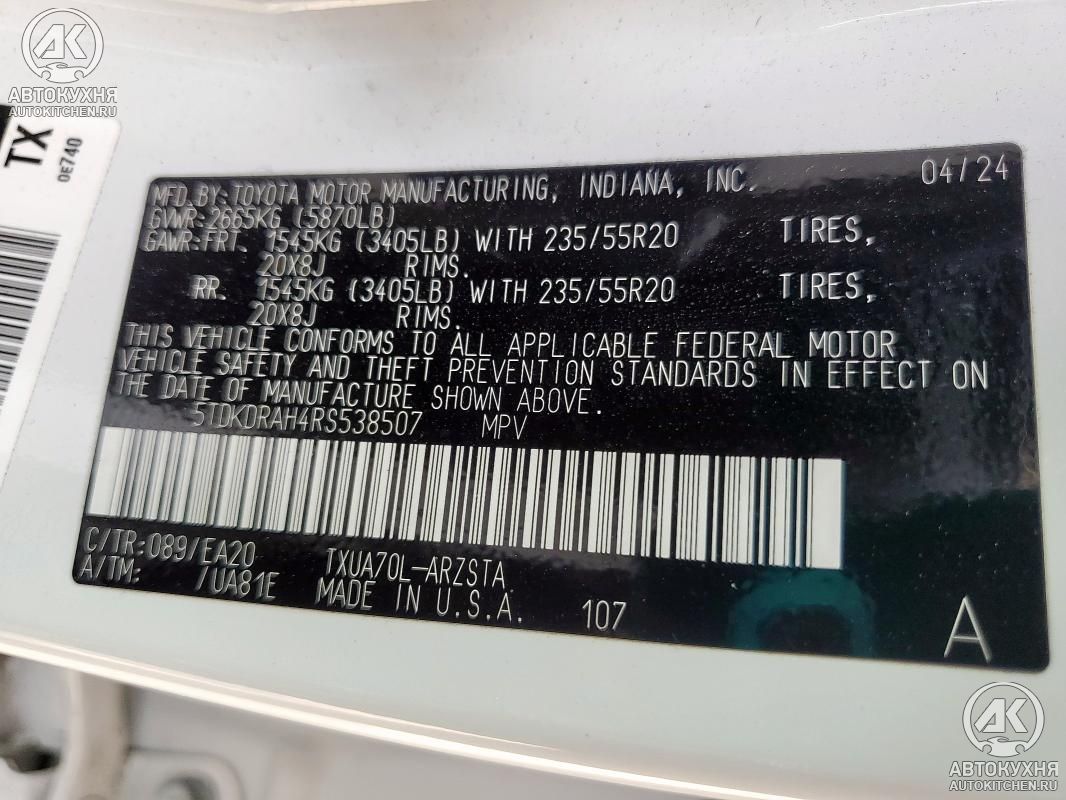 АК
АВТОКУХНЯ
AUTOKITCHEN.RU
TX
0E740
MFD.BY:TOYOTA MOTOR MANUFACTURING, INDIANA, INC. 04/24
GVWR:2665KG (5870LB)
GAWR:FRT. 1545KG (3405LB) WITH 235/55R20 TIRES,
20X8J RIMS.
RR. 1545KG (3405LB) WITH 235/55R20 TIRES,
20X8J RIMS.
THIS VEHICLE CONFORMS TO ALL APPLICABLE FEDERAL MOTOR
VEHICLE SAFETY AND THEFT PREVENTION STANDARDS IN EFFECT ON
THE DATE OF MANUFACTURE SHOWN ABOVE.
5TDKDRAH4RS538507 MPV
C/TR:089/EA20 TXUA70L-ARZSTA
A/TM: /UA81E MADE IN U.S.A. 107 A
АК
АВТОКУХНЯ
AUTOKITCHEN.RU